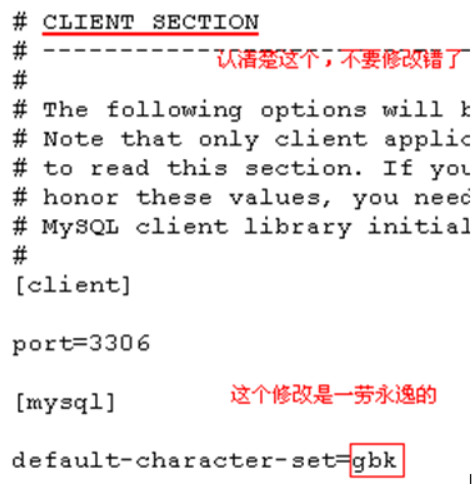 # CLIENT SECTION
# ----------------------------
认清楚这个，不要修改错了
#
# The following options will
# Note that only client
# to read this section. If you
# honor these values, you need
# MySQL client library
#
[client]
port=3306
[mysql]
这个修改是一劳永逸的
default-character-set=gbk